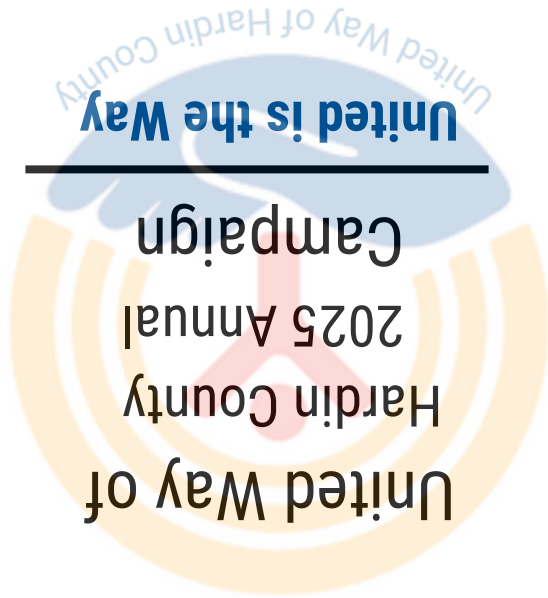 United Way of
Hardin County
2025 Annual
Campaign
United is the Way
United Way of Hardin County